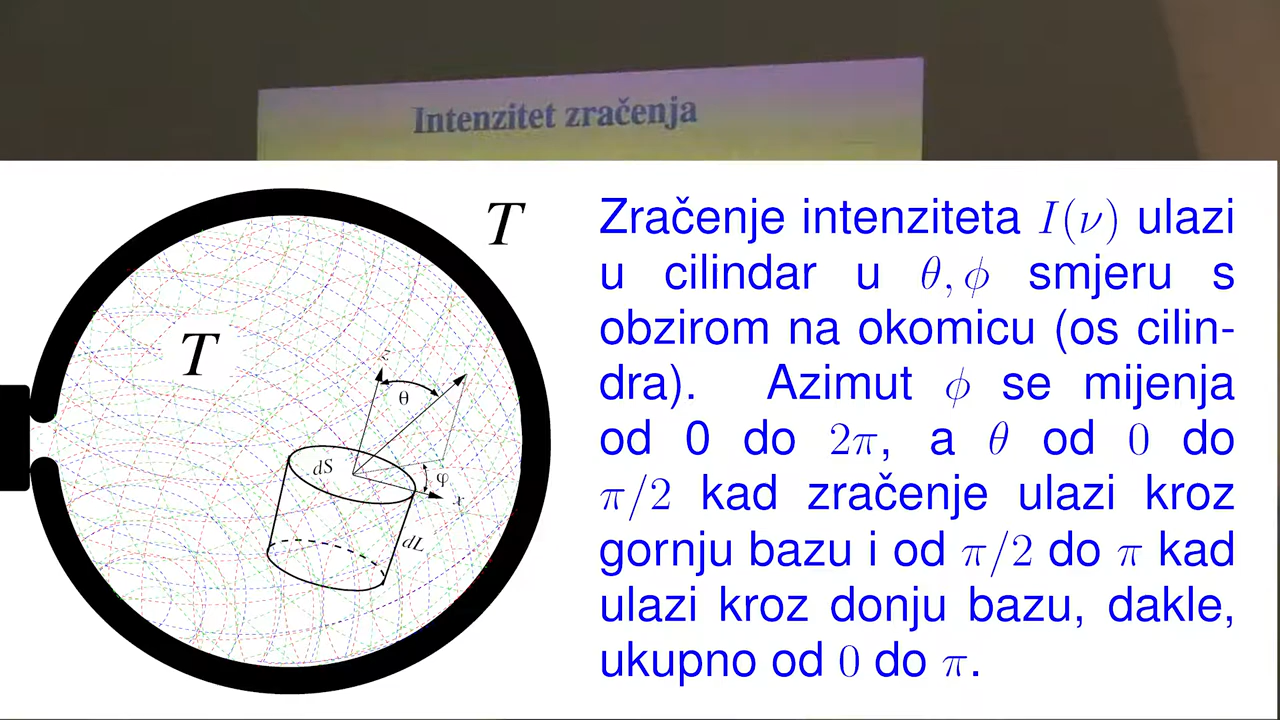 Intenzitet zračenja
T
T
θ
dS
φ
x
dL
Zračenje intenziteta I(ν) ulazi
u cilindar u θ, ϕ smjeru s
obzirom na okomicu (os cilin-
dra). Azimut ϕ se mijenja
od 0 do 2π, a θ od 0 do
π/2 kad zračenje ulazi kroz
gornju bazu i od π/2 do π kad
ulazi kroz donju bazu, dakle,
ukupno od 0 do π.